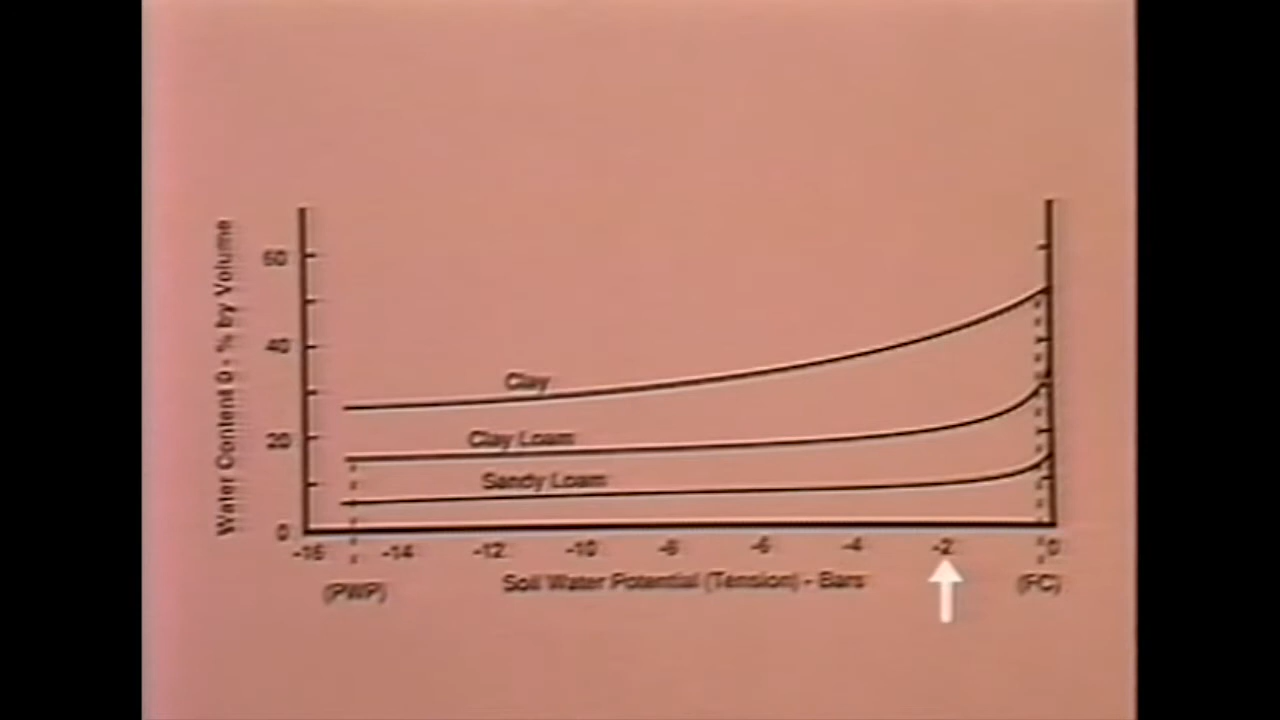 Water Content θ - % by Volume
60
40
20
0
Clay
Clay Loam
Sandy Loam
-16 -14 -12 -10 -8 -6 -4 -2 0
(PWP) Soil Water Potential (Tension) - Bars (FC)